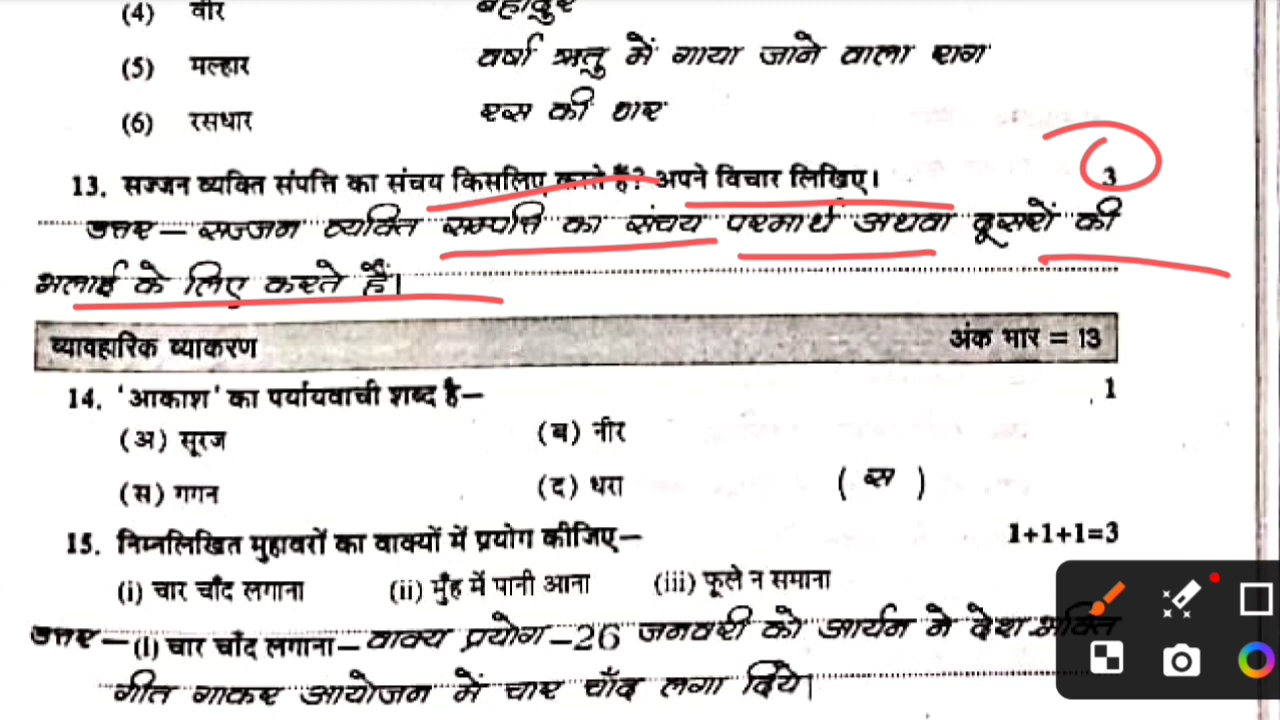 (4) वीर बहादुर
(5) मल्हार वर्षा ऋतु में गाया जाने वाला राग
(6) रसधार रस की धार
13. सज्जन व्यक्ति संपत्ति का संचय किसलिए करते हैं? अपने विचार लिखिए। 3
उत्तर – सज्जन व्यक्ति सम्पत्ति का संचय परमार्थ अथवा दूसरों की
भलाई के लिए करते हैं।
व्यावहारिक व्याकरण अंक भार = 13
14. 'आकाश' का पर्यायवाची शब्द है– 1
(अ) सूरज (ब) नीर
(स) गगन (द) धरा ( स )
15. निम्नलिखित मुहावरों का वाक्यों में प्रयोग कीजिए– 1+1+1=3
(i) चार चाँद लगाना (ii) मुँह में पानी आना (iii) फूले न समाना
उत्तर – (i) चार चाँद लगाना – वाक्य प्रयोग – 26 जनवरी को आर्यन ने देश भक्ति
गीत गाकर आयोजन में चार चाँद लगा दिये।